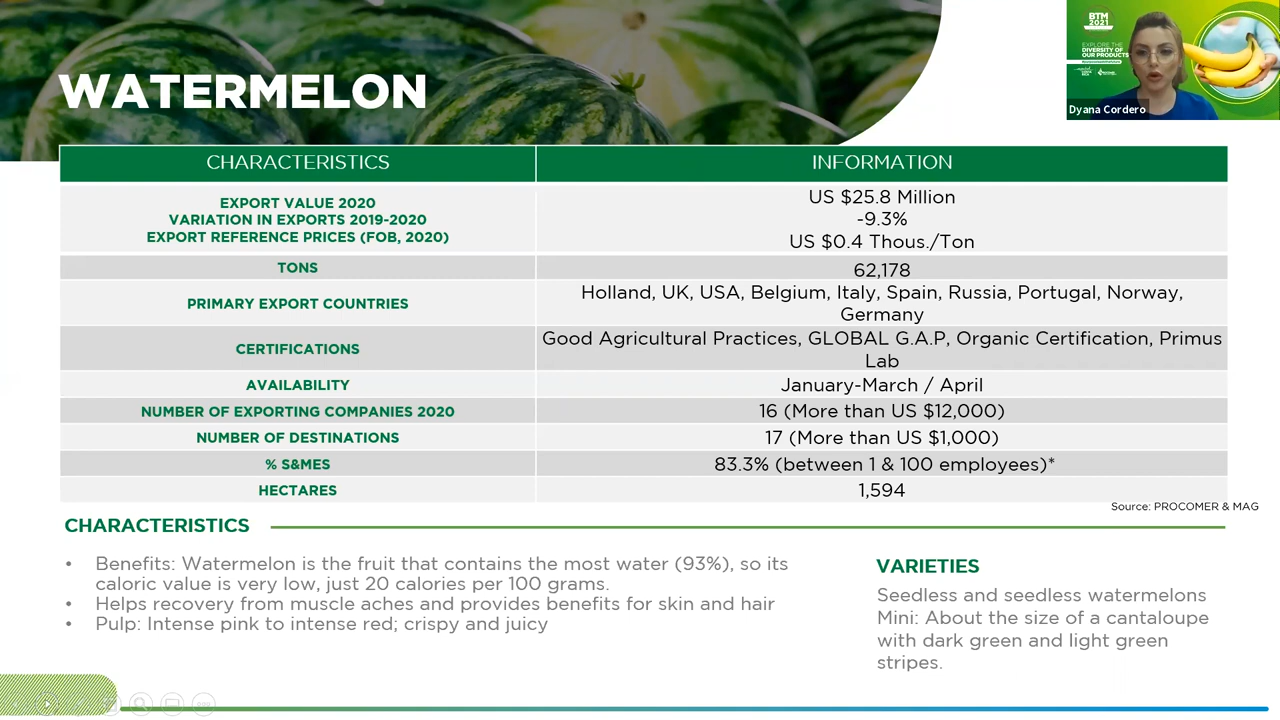 BTM
2021
EXPLORE THE
DIVERSITY OF
OUR PRODUCTS
Dyana Cordero
WATERMELON
CHARACTERISTICS
INFORMATION
EXPORT VALUE 2020
VARIATION IN EXPORTS 2019-2020
EXPORT REFERENCE PRICES (FOB, 2020)
US $25.8 Million
-9.3%
US $0.4 Thous./Ton
TONS
62,178
PRIMARY EXPORT COUNTRIES
Holland, UK, USA, Belgium, Italy, Spain, Russia, Portugal, Norway,
Germany
CERTIFICATIONS
Good Agricultural Practices, GLOBAL G.A.P, Organic Certification, Primus
Lab
AVAILABILITY
January-March / April
NUMBER OF EXPORTING COMPANIES 2020
16 (More than US $12,000)
NUMBER OF DESTINATIONS
17 (More than US $1,000)
% S&MES
83.3% (between 1 & 100 employees)*
HECTARES
1,594
Source: PROCOMER & MAG
CHARACTERISTICS
• Benefits: Watermelon is the fruit that contains the most water (93%), so its
caloric value is very low, just 20 calories per 100 grams.
• Helps recovery from muscle aches and provides benefits for skin and hair
• Pulp: Intense pink to intense red; crispy and juicy
VARIETIES
Seedless and seedless watermelons
Mini: About the size of a cantaloupe
with dark green and light green
stripes.